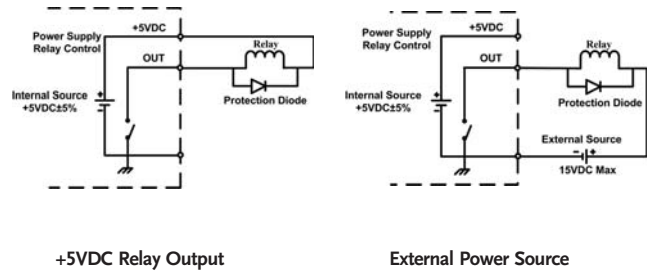 Power Supply
Relay Control
+5VDC
Relay
OUT
Internal Source
+5VDC±5%
+
-
Protection Diode
+5VDC Relay Output
Power Supply
Relay Control
+5VDC
Relay
OUT
Internal Source
+5VDC±5%
+
-
Protection Diode
External Source
- +
15VDC Max
External Power Source